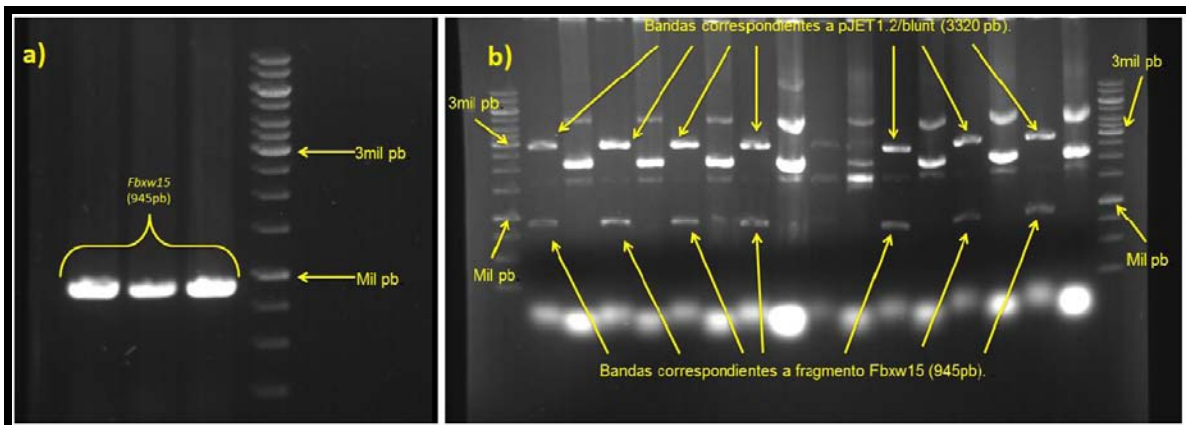 a)
Fbxw15
(945pb)
3mil pb
Mil pb
b)
Bandas correspondientes a pJET1.2/blunt (3320 pb).
3mil pb
3mil pb
Mil pb
Mil pb
Bandas correspondientes a fragmento Fbxw15 (945pb).